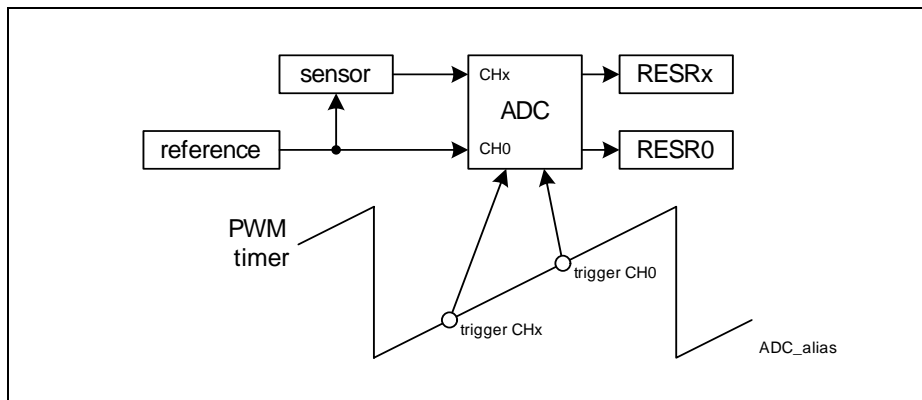 sensor
CHx
RESRx
ADC
reference
CH0
RESR0
PWM
timer
trigger CH0
trigger CHx
ADC_alias